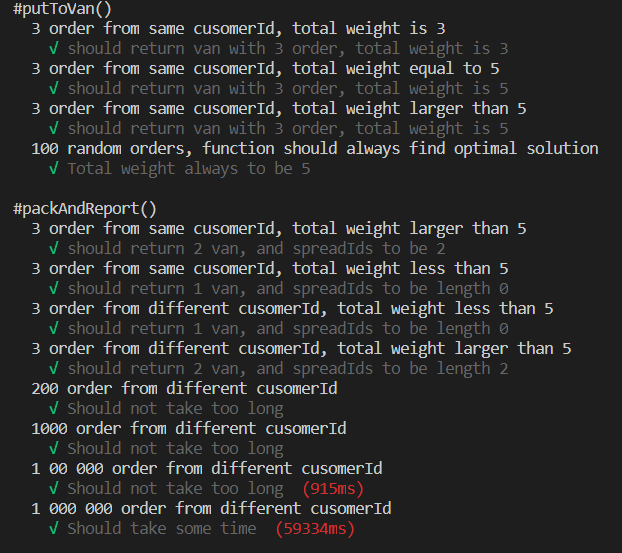 #putToVan()
3 order from same cusomerId, total weight is 3
√ should return van with 3 order, total weight is 3
3 order from same cusomerId, total weight equal to 5
√ should return van with 3 order, total weight is 5
3 order from same cusomerId, total weight larger than 5
√ should return van with 3 order, total weight is 5
100 random orders, function should always find optimal solution
√ Total weight always to be 5
#packAndReport()
3 order from same cusomerId, total weight larger than 5
√ should return 2 van, and spreadIds to be 2
3 order from same cusomerId, total weight less than 5
√ should return 1 van, and spreadIds to be length 0
3 order from different cusomerId, total weight less than 5
√ should return 1 van, and spreadIds to be length 0
3 order from different cusomerId, total weight larger than 5
√ should return 2 van, and spreadIds to be length 2
200 order from different cusomerId
√ Should not take too long
1000 order from different cusomerId
√ Should not take too long
1 00 000 order from different cusomerId
√ Should not take too long (915ms)
1 000 000 order from different cusomerId
√ Should take some time (59334ms)